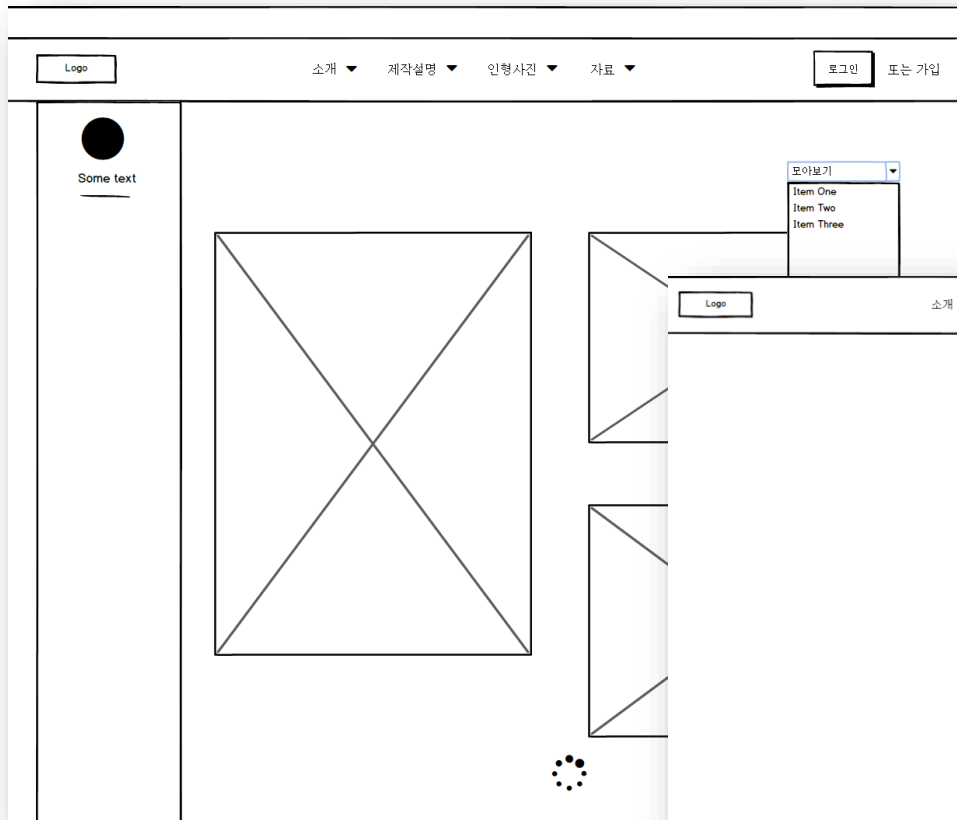 Logo
소개
제작설명
인형사진
자료
로그인
또는 가입
Some text
모아보기
Item One
Item Two
Item Three
Logo
소개